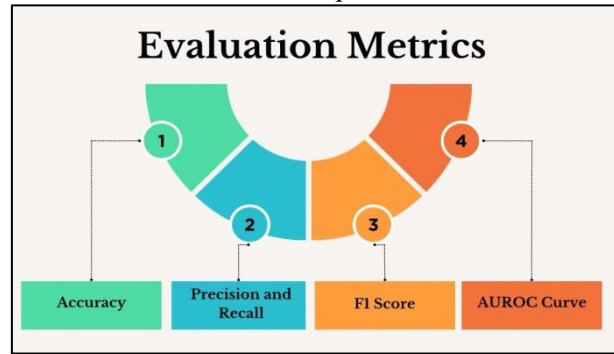 Evaluation Metrics
1
4
2
3
Accuracy
Precision and
Recall
F1 Score
AUROC Curve